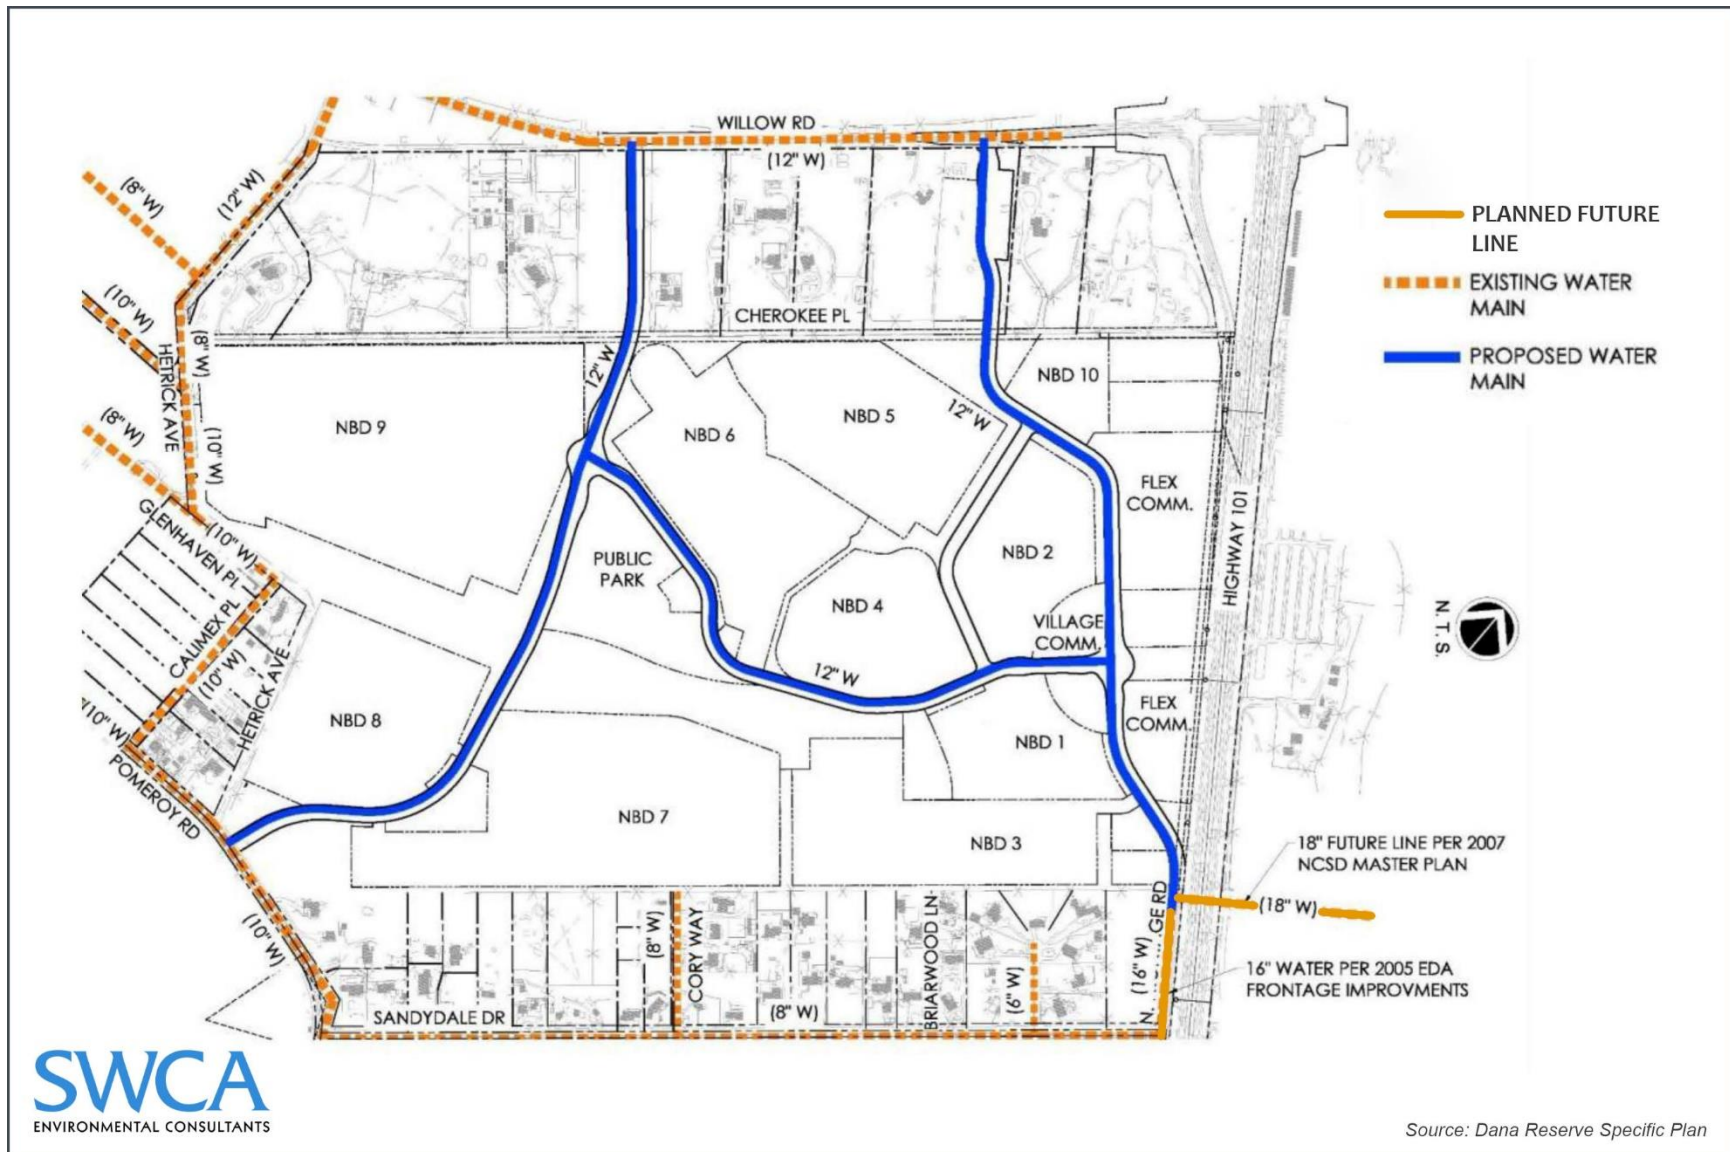 WILLOW RD
(12" W)
(8" W)
(12" W)
PLANNED FUTURE
LINE
EXISTING WATER
MAIN
PROPOSED WATER
MAIN
(10" W)
(8" W)
HETRICK AVE
CHEROKEE PL
12" W
NBD 10
NBD 9
NBD 6
NBD 5
12" W
(8" W)
(10" W)
FLEX
COMM.
HIGHWAY 101
GLENHAVEN PL
(10" W)
PUBLIC
PARK
NBD 2
NBD 4
VILLAGE
COMM.
N.T.S.
CALIMEX PL
(10" W)
HETRICK AVE
12" W
NBD 8
FLEX
COMM.
(10" W)
POMEROY RD
NBD 1
NBD 7
NBD 3
18" FUTURE LINE PER 2007
NCSD MASTER PLAN
(18" W)
(10" W)
(8" W)
CORY WAY
BRIARWOOD LN
(6" W)
(16" W)
N.
GE RD
16" WATER PER 2005 EDA
FRONTAGE IMPROVMENTS
SANDYDALE DR
(8" W)
SWCA
ENVIRONMENTAL CONSULTANTS
Source: Dana Reserve Specific Plan